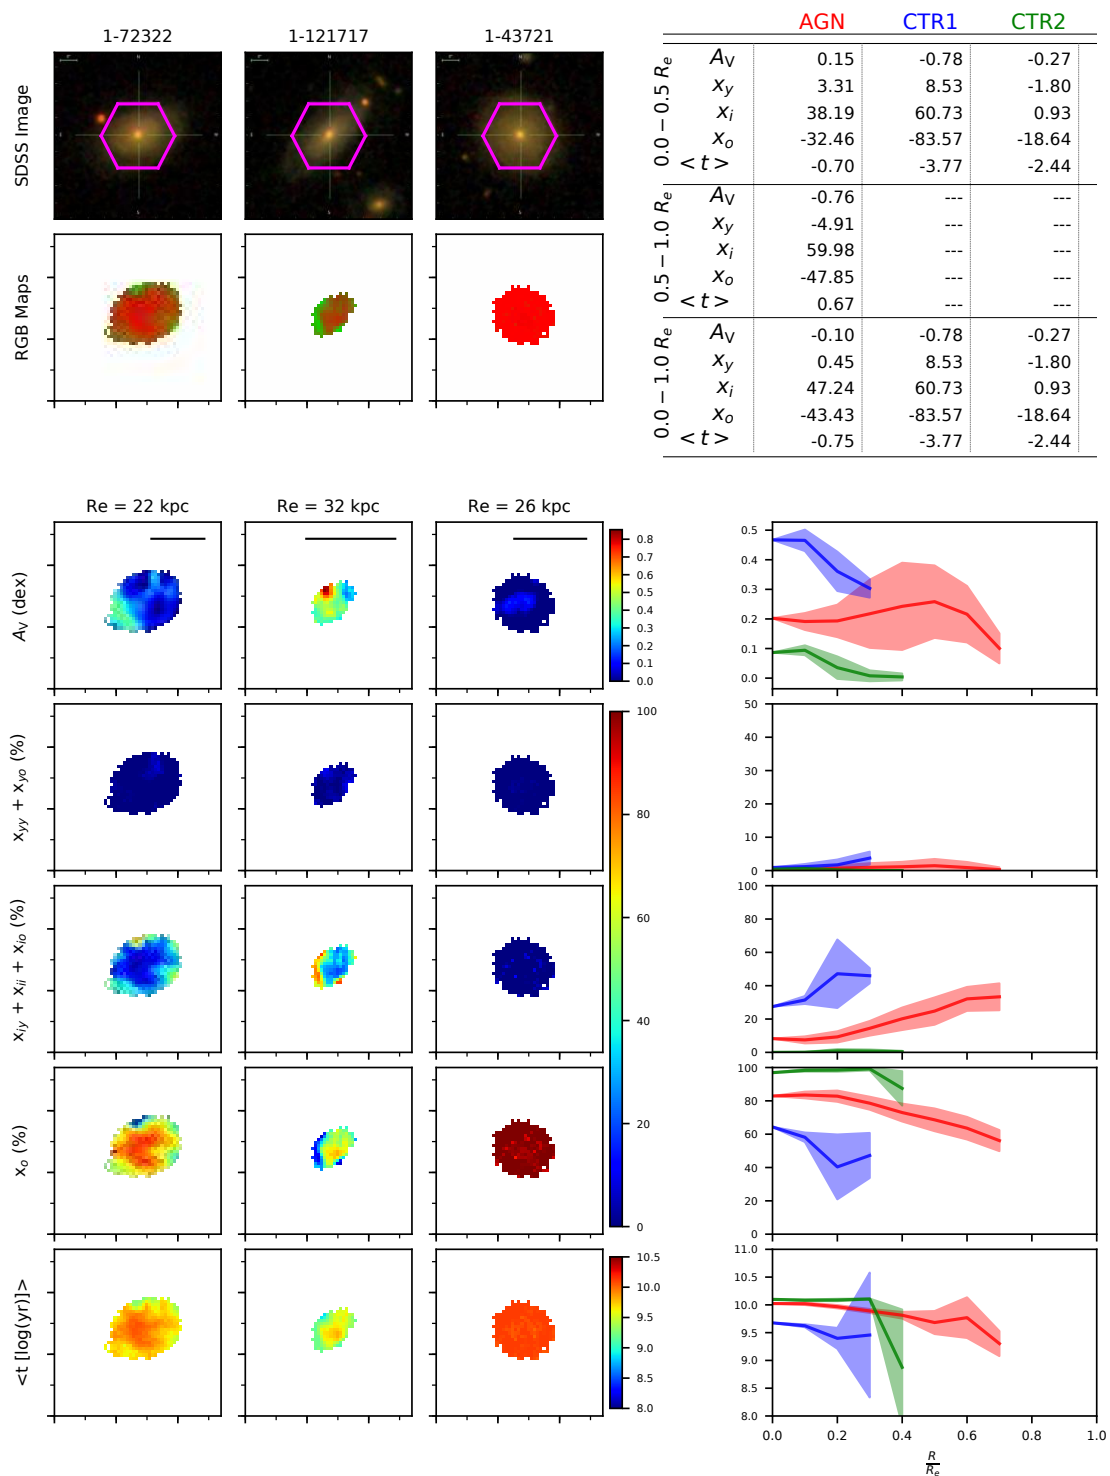 1-72322 1-121717 1-43721
SDSS Image
RGB Maps
AGN CTR1 CTR2
0.0 − 0.5 Re
AV 0.15 -0.78 -0.27
xy 3.31 8.53 -1.80
xi 38.19 60.73 0.93
xo -32.46 -83.57 -18.64
<t> -0.70 -3.77 -2.44
0.5 − 1.0 Re
AV -0.76 --- ---
xy -4.91 --- ---
xi 59.98 --- ---
xo -47.85 --- ---
<t> 0.67 --- ---
0.0 − 1.0 Re
AV -0.10 -0.78 -0.27
xy 0.45 8.53 -1.80
xi 47.24 60.73 0.93
xo -43.43 -83.57 -18.64
<t> -0.75 -3.77 -2.44
Re = 22 kpc Re = 32 kpc Re = 26 kpc
AV (dex)
0.8
0.7
0.6
0.5
0.4
0.3
0.2
0.1
0.0
0.5
0.4
0.3
0.2
0.1
0.0
xyy + xyo (%)
100
80
60
40
20
0
50
40
30
20
10
0
xiy + xii + xio (%)
100
80
60
40
20
0
xo (%)
100
80
60
40
20
0
<t [log(yr)]>
10.5
10.0
9.5
9.0
8.5
8.0
11.0
10.5
10.0
9.5
9.0
8.5
8.0
0.0 0.2 0.4 0.6 0.8 1.0
R
Re